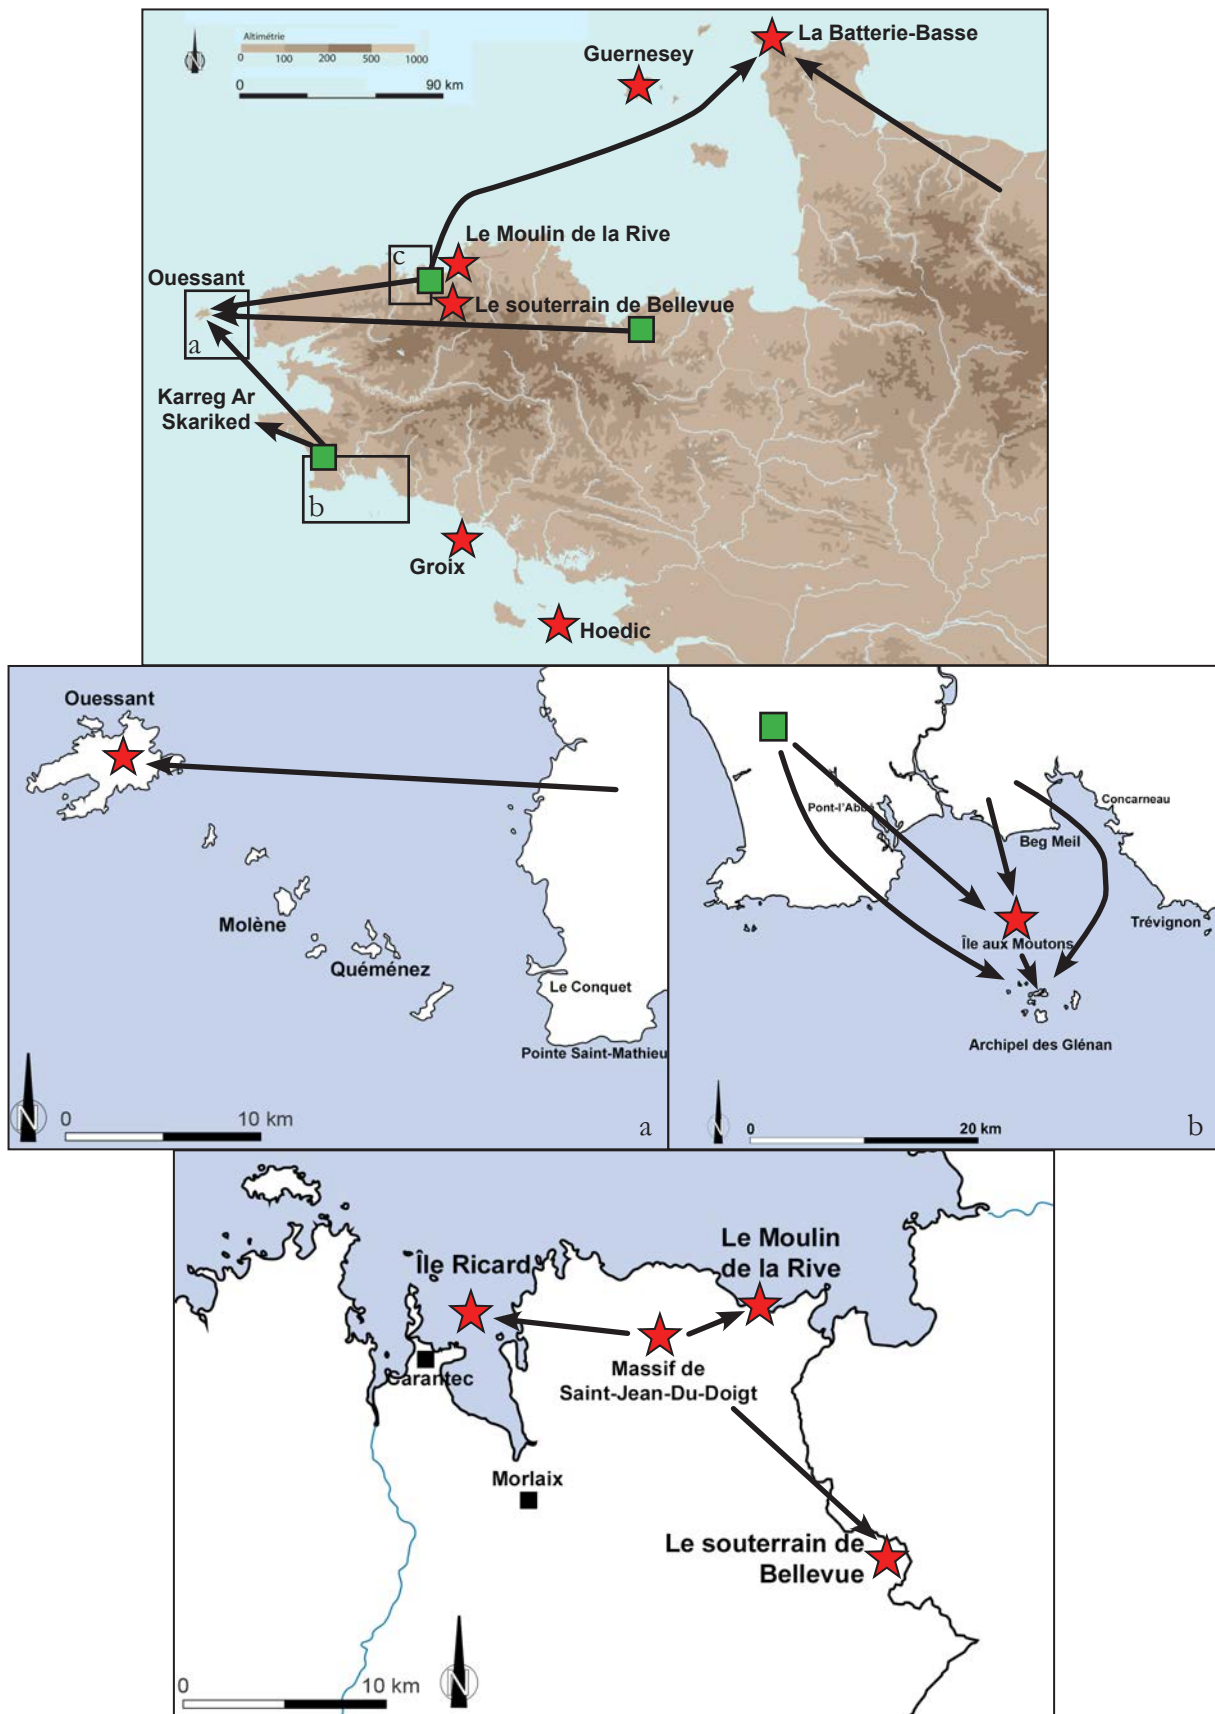 Altimétrie
0 100 200 500 1000
0 90 km
N
La Batterie-Basse
Guernesey
Le Moulin de la Rive
c
Ouessant
Le souterrain de Bellevue
a
Karreg Ar
Skariked
b
Groix
Hoedic
Ouessant
Molène
Quéménez
Le Conquet
Pointe Saint-Mathieu
N
0 10 km
a
Pont-l'Abbé
Concarneau
Beg Meil
Trévignon
Île aux Moutons
Archipel des Glénan
N
0 20 km
b
Le Moulin
de la Rive
Île Ricard
Massif de
Saint-Jean-Du-Doigt
Carantec
Morlaix
Le souterrain de
Bellevue
N
0 10 km